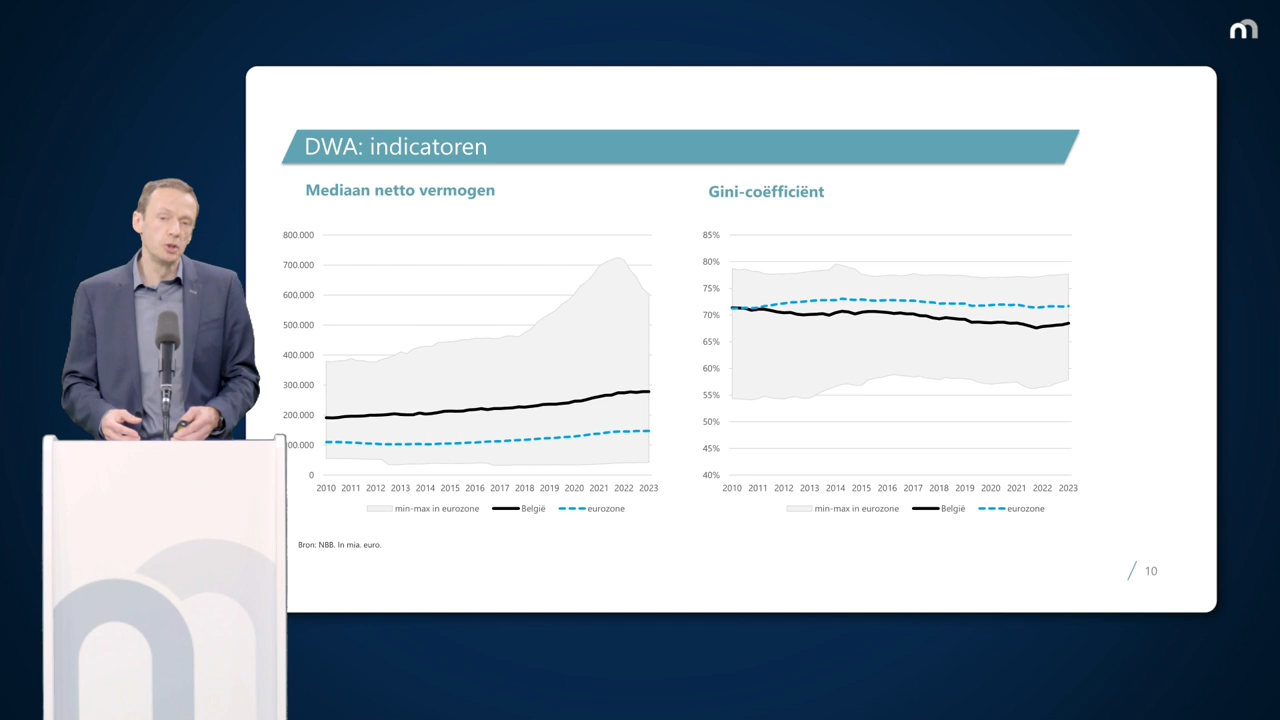 DWA: indicatoren
Mediaan netto vermogen
800.000
700.000
600.000
500.000
400.000
300.000
200.000
00.000
0
2010 2011 2012 2013 2014 2015 2016 2017 2018 2019 2020 2021 2022 2023
min-max in eurozone België eurozone
Bron: NBB. In mia. euro.
Gini-coëfficiënt
85%
80%
75%
70%
65%
60%
55%
50%
45%
40%
2010 2011 2012 2013 2014 2015 2016 2017 2018 2019 2020 2021 2022 2023
min-max in eurozone België eurozone
10